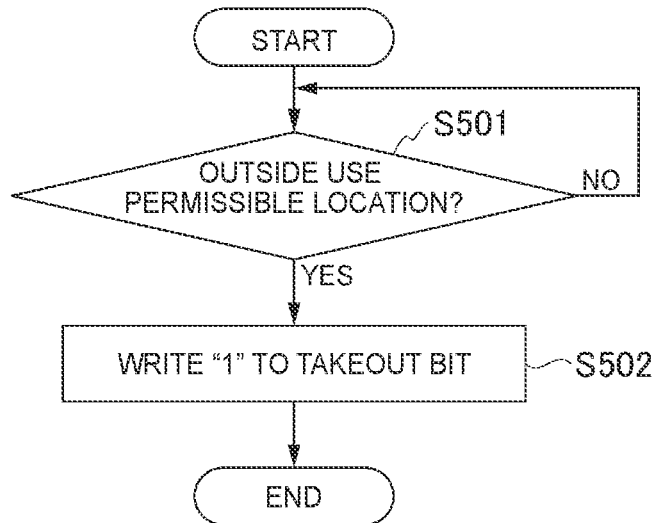 START
S501
OUTSIDE USE
PERMISSIBLE LOCATION?
NO
YES
WRITE “1” TO TAKEOUT BIT
S502
END